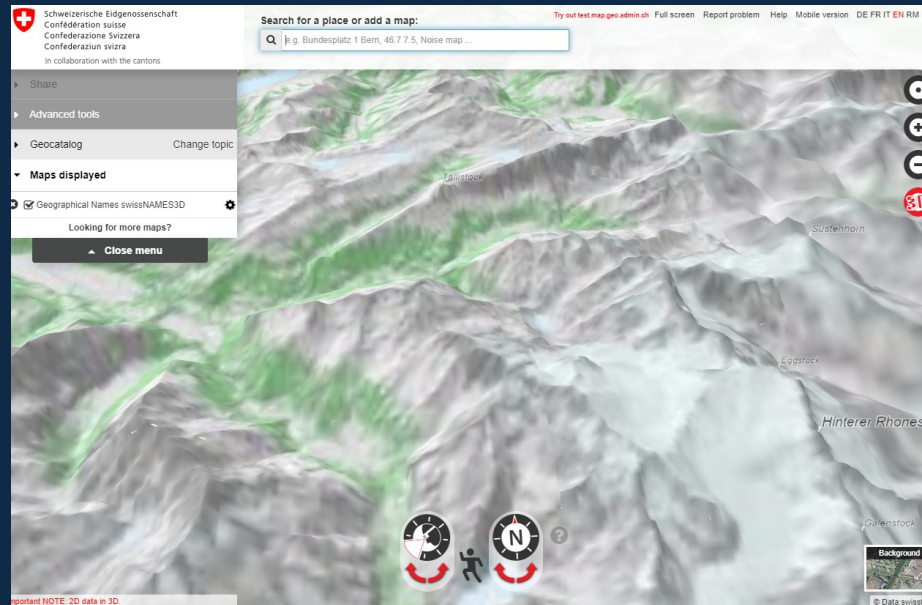 Schweizerische Eidgenossenschaft
Confédération suisse
Confederazione Svizzera
Confederaziun svizra
In collaboration with the cantons
Search for a place or add a map:
e.g. Bundesplatz 1 Bern, 46.7 7.5, Noise map ...
Try out test.map.geo.admin.ch Full screen Report problem Help Mobile version DE FR IT EN RM
Share
Advanced tools
Geocatalog Change topic
Maps displayed
Geographical Names swissNAMES3D
Looking for more maps?
Close menu
3D
Tällistock
Sustenhorn
Eggstock
Hinterer Rhones
Galenstock
N
?
Background
portant NOTE: 2D data in 3D.
© Data:swiss